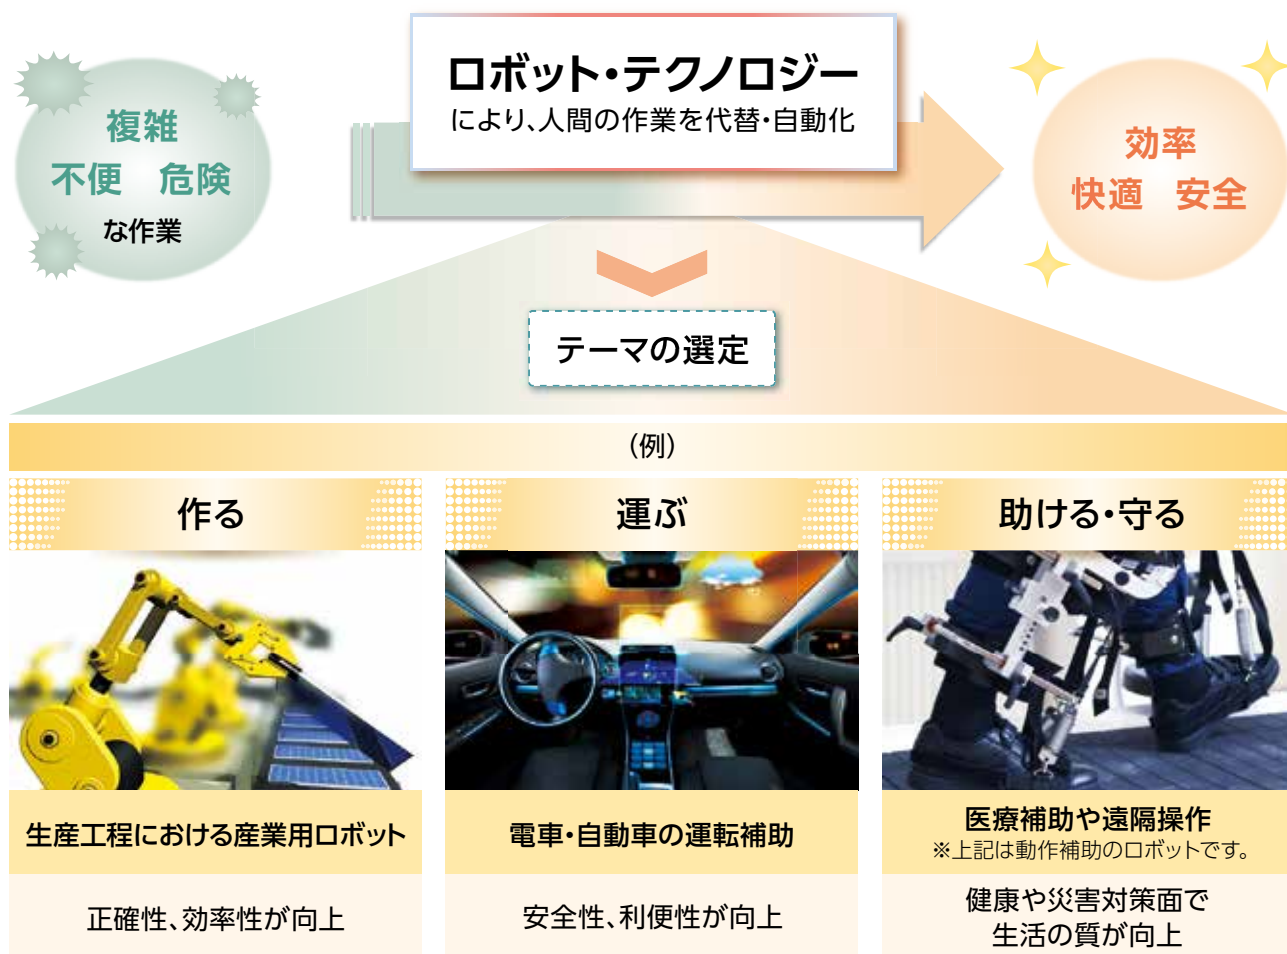 ロボット・テクノロジー
により、人間の作業を代替・自動化
複雑
不便　危険
な作業
効率
快適　安全
テーマの選定
（例）
作る
運ぶ
助ける・守る
生産工程における産業用ロボット
電車・自動車の運転補助
医療補助や遠隔操作
※上記は動作補助のロボットです。
正確性、効率性が向上
安全性、利便性が向上
健康や災害対策面で
生活の質が向上